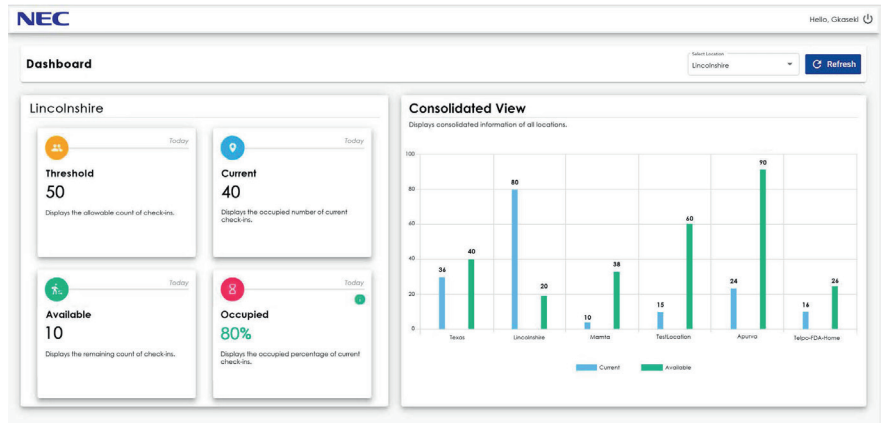 NEC
Hello, Gkaseki
Dashboard
Select Location
Lincolnshire
Refresh
Lincolnshire
Today
Threshold
50
Displays the allowable count of check-ins.
Today
Current
40
Displays the occupied number of current
check-ins.
Today
Available
10
Displays the remaining count of check-ins.
Today
Occupied
80%
Displays the occupied percentage of current
check-ins.
Consolidated View
Displays consolidated information of all locations.
100
80
60
40
20
0
36
40
80
20
10
38
15
60
24
90
16
26
Texas
Lincolnshire
Mamta
TestLocation
Apurva
Telpo-FDA-Home
Current
Available